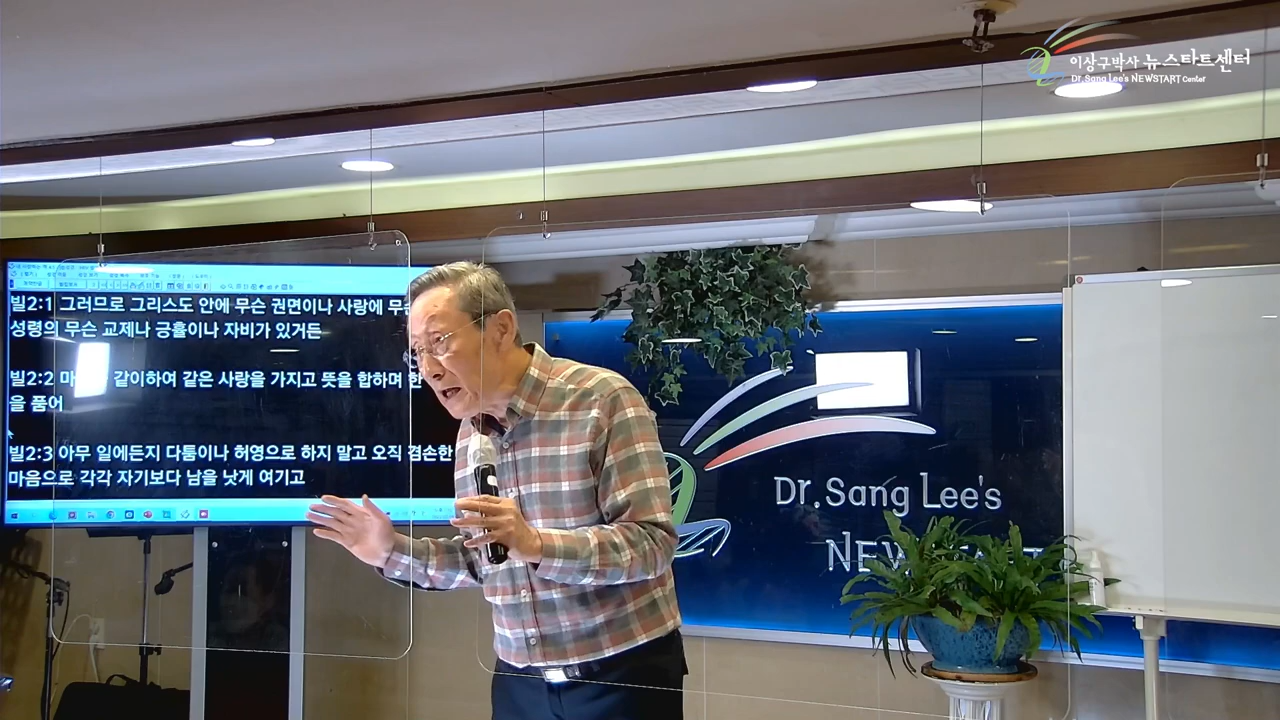 이상구박사 뉴스타트센터
Dr. Sang Lee's NEWSTART Center
빌2:1 그러므로 그리스도 안에 무슨 권면이나 사랑에
성령의 무슨 교제나 긍휼이나 자비가 있거든
빌2:2 같이하여 같은 사랑을 가지고 뜻을 합하며 한
을 품어
빌2:3 아무 일에든지 다툼이나 허영으로 하지 말고 오직 겸손한
마음으로 각각 자기보다 남을 낫게 여기고
Dr. Sang Lee's